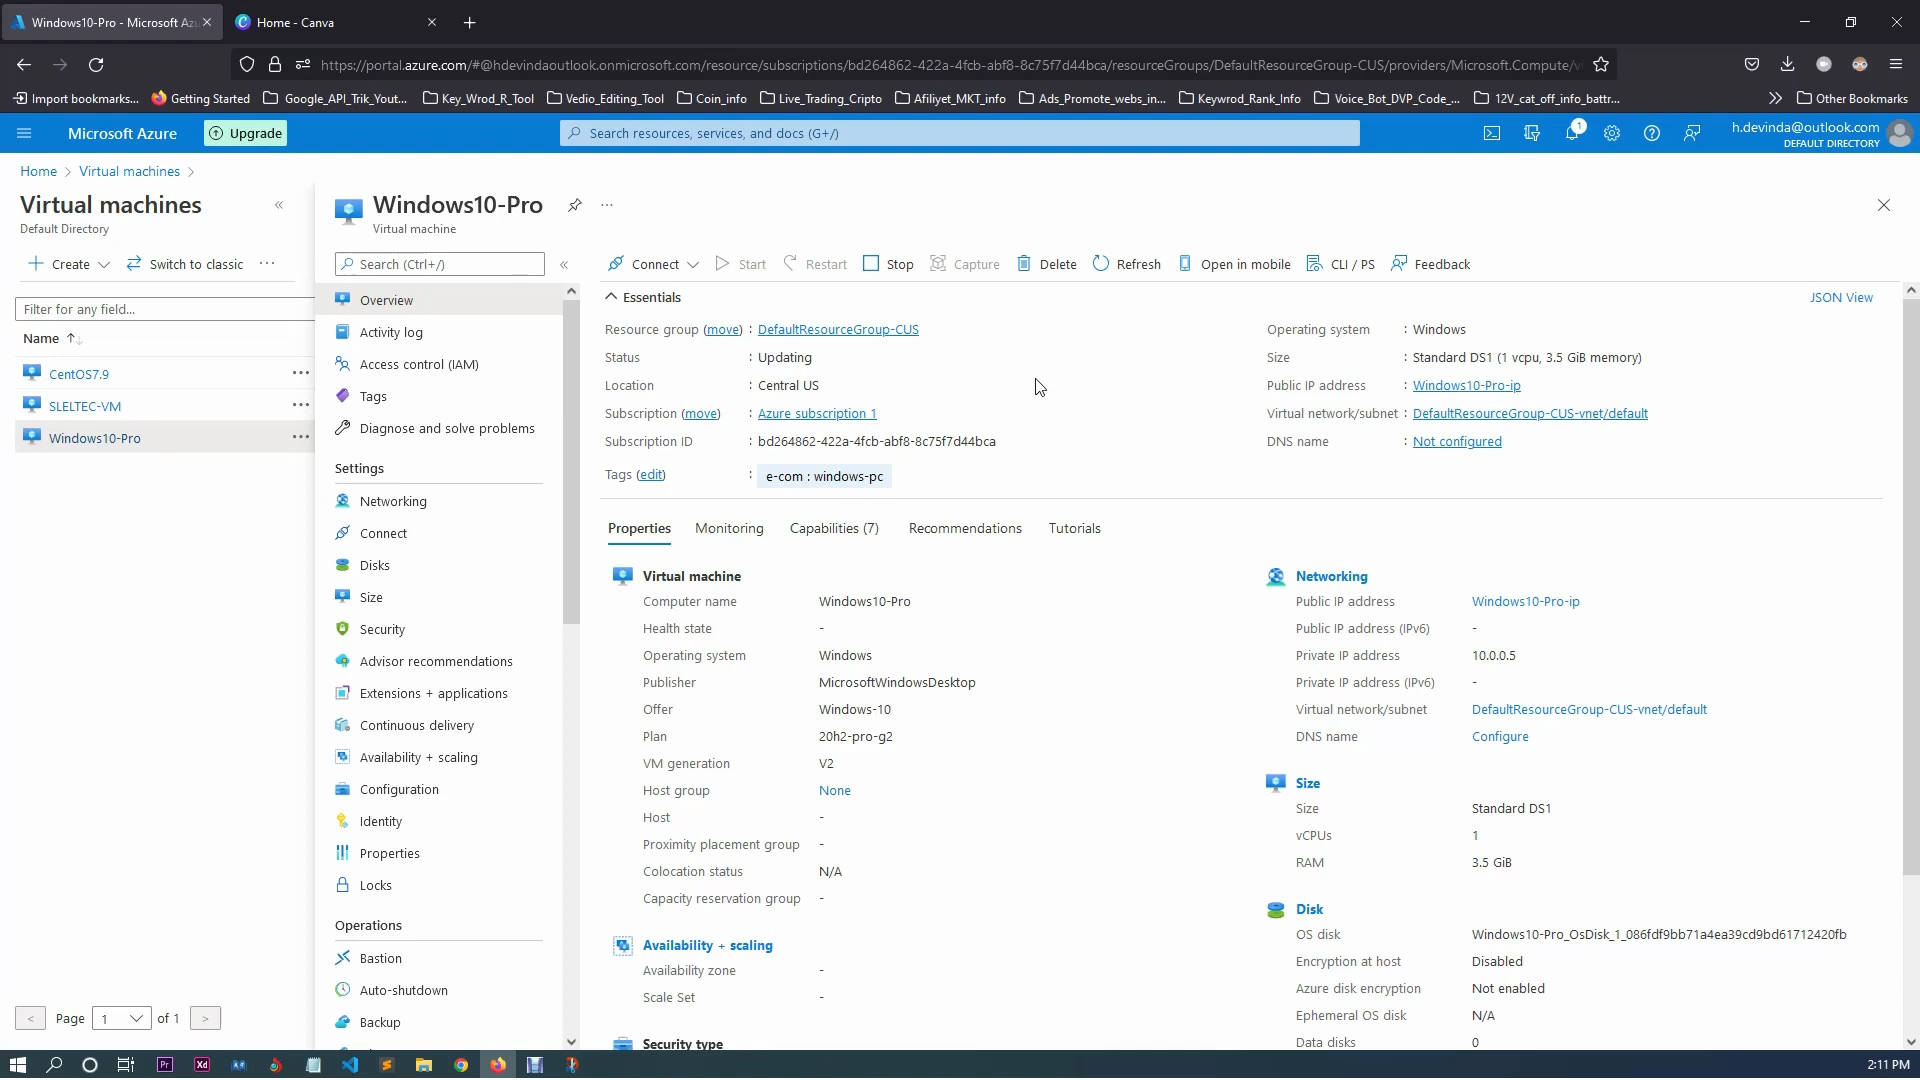 Windows10-Pro - Microsoft Az
Home - Canva
https://portal.azure.com/#@hdevindaoutlook.onmicrosoft.com/resource/subscriptions/bd264862-422a-4fcb-abf8-8c75f7d44bca/resourceGroups/DefaultResourceGroup-CUS/providers/Microsoft.Compute/v
Import bookmarks... Getting Started Google_API_Trik_Yout... Key_Wrod_R_Tool Vedio_Editing_Tool Coin_info Live_Trading_Cripto Afiliyet_MKT_info Ads_Promote_webs_in... Keywrod_Rank_Info Voice_Bot_DVP_Code_... 12V_cat_off_info_battr... Other Bookmarks
Microsoft Azure
Upgrade
Search resources, services, and docs (G+/)
1
h.devinda@outlook.com
DEFAULT DIRECTORY
Home > Virtual machines >
Virtual machines
Default Directory
Create
Switch to classic
Filter for any field...
Name
CentOS7.9
SLELTEC-VM
Windows10-Pro
Page 1 of 1
Windows10-Pro
Virtual machine
Search (Ctrl+/)
Overview
Activity log
Access control (IAM)
Tags
Diagnose and solve problems
Settings
Networking
Connect
Disks
Size
Security
Advisor recommendations
Extensions + applications
Continuous delivery
Availability + scaling
Configuration
Identity
Properties
Locks
Operations
Bastion
Auto-shutdown
Backup
Connect Start Restart Stop Capture Delete Refresh Open in mobile CLI / PS Feedback
Essentials
JSON View
Resource group (move) : DefaultResourceGroup-CUS
Status : Updating
Location : Central US
Subscription (move) : Azure subscription 1
Subscription ID : bd264862-422a-4fcb-abf8-8c75f7d44bca
Tags (edit) : e-com : windows-pc
Operating system : Windows
Size : Standard DS1 (1 vcpu, 3.5 GiB memory)
Public IP address : Windows10-Pro-ip
Virtual network/subnet : DefaultResourceGroup-CUS-vnet/default
DNS name : Not configured
Properties Monitoring Capabilities (7) Recommendations Tutorials
Virtual machine
Computer name Windows10-Pro
Health state -
Operating system Windows
Publisher MicrosoftWindowsDesktop
Offer Windows-10
Plan 20h2-pro-g2
VM generation V2
Host group None
Host -
Proximity placement group -
Colocation status N/A
Capacity reservation group -
Availability + scaling
Availability zone -
Scale Set -
Security type
Networking
Public IP address Windows10-Pro-ip
Public IP address (IPv6) -
Private IP address 10.0.0.5
Private IP address (IPv6) -
Virtual network/subnet DefaultResourceGroup-CUS-vnet/default
DNS name Configure
Size
Size Standard DS1
vCPUs 1
RAM 3.5 GiB
Disk
OS disk Windows10-Pro_OsDisk_1_086fdf9bb71a4ea39cd9bd61712420fb
Encryption at host Disabled
Azure disk encryption Not enabled
Ephemeral OS disk N/A
Data disks 0
Pr
Xd
2:11 PM